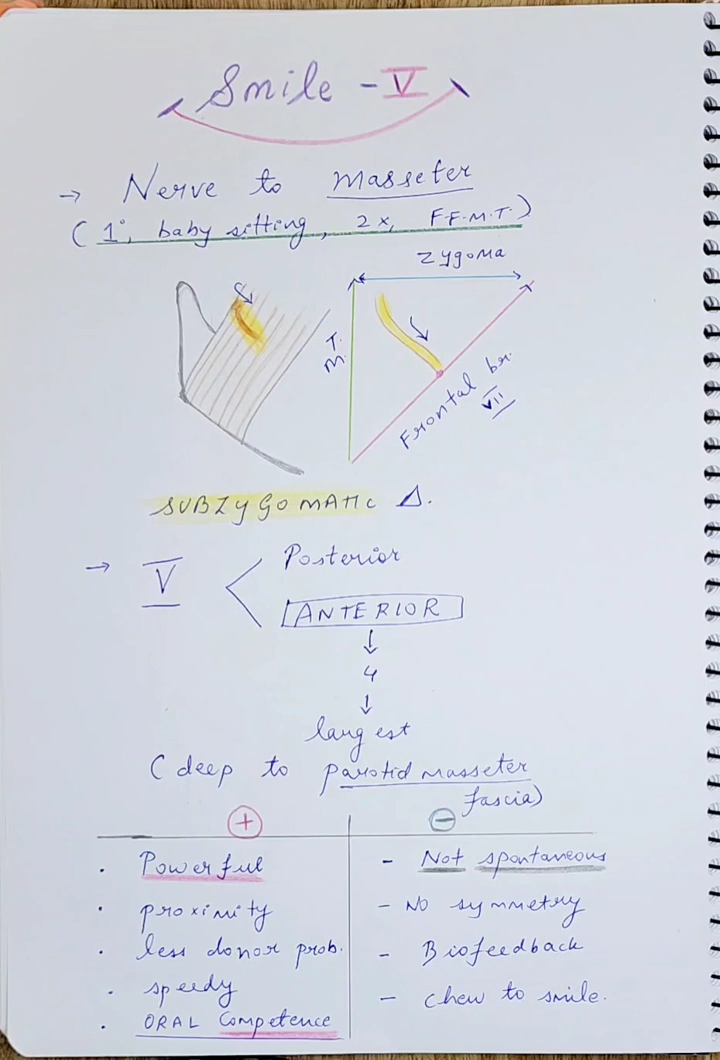 Smile - V
→ Nerve to masseter
( 1°, baby sitting, 2x, F.F.M.T.)
Zygoma
T.
M.
Frontal br.
VII
SUBZYGOMATIC Δ.
→ V < Posterior
ANTERIOR
↓
4
↓
largest
( deep to parotid masseter
fascia)
+ −
. Powerful - Not spontaneous
. proximity - No symmetry
. less donor prob. - Biofeedback
. speedy - chew to smile.
. ORAL Competence